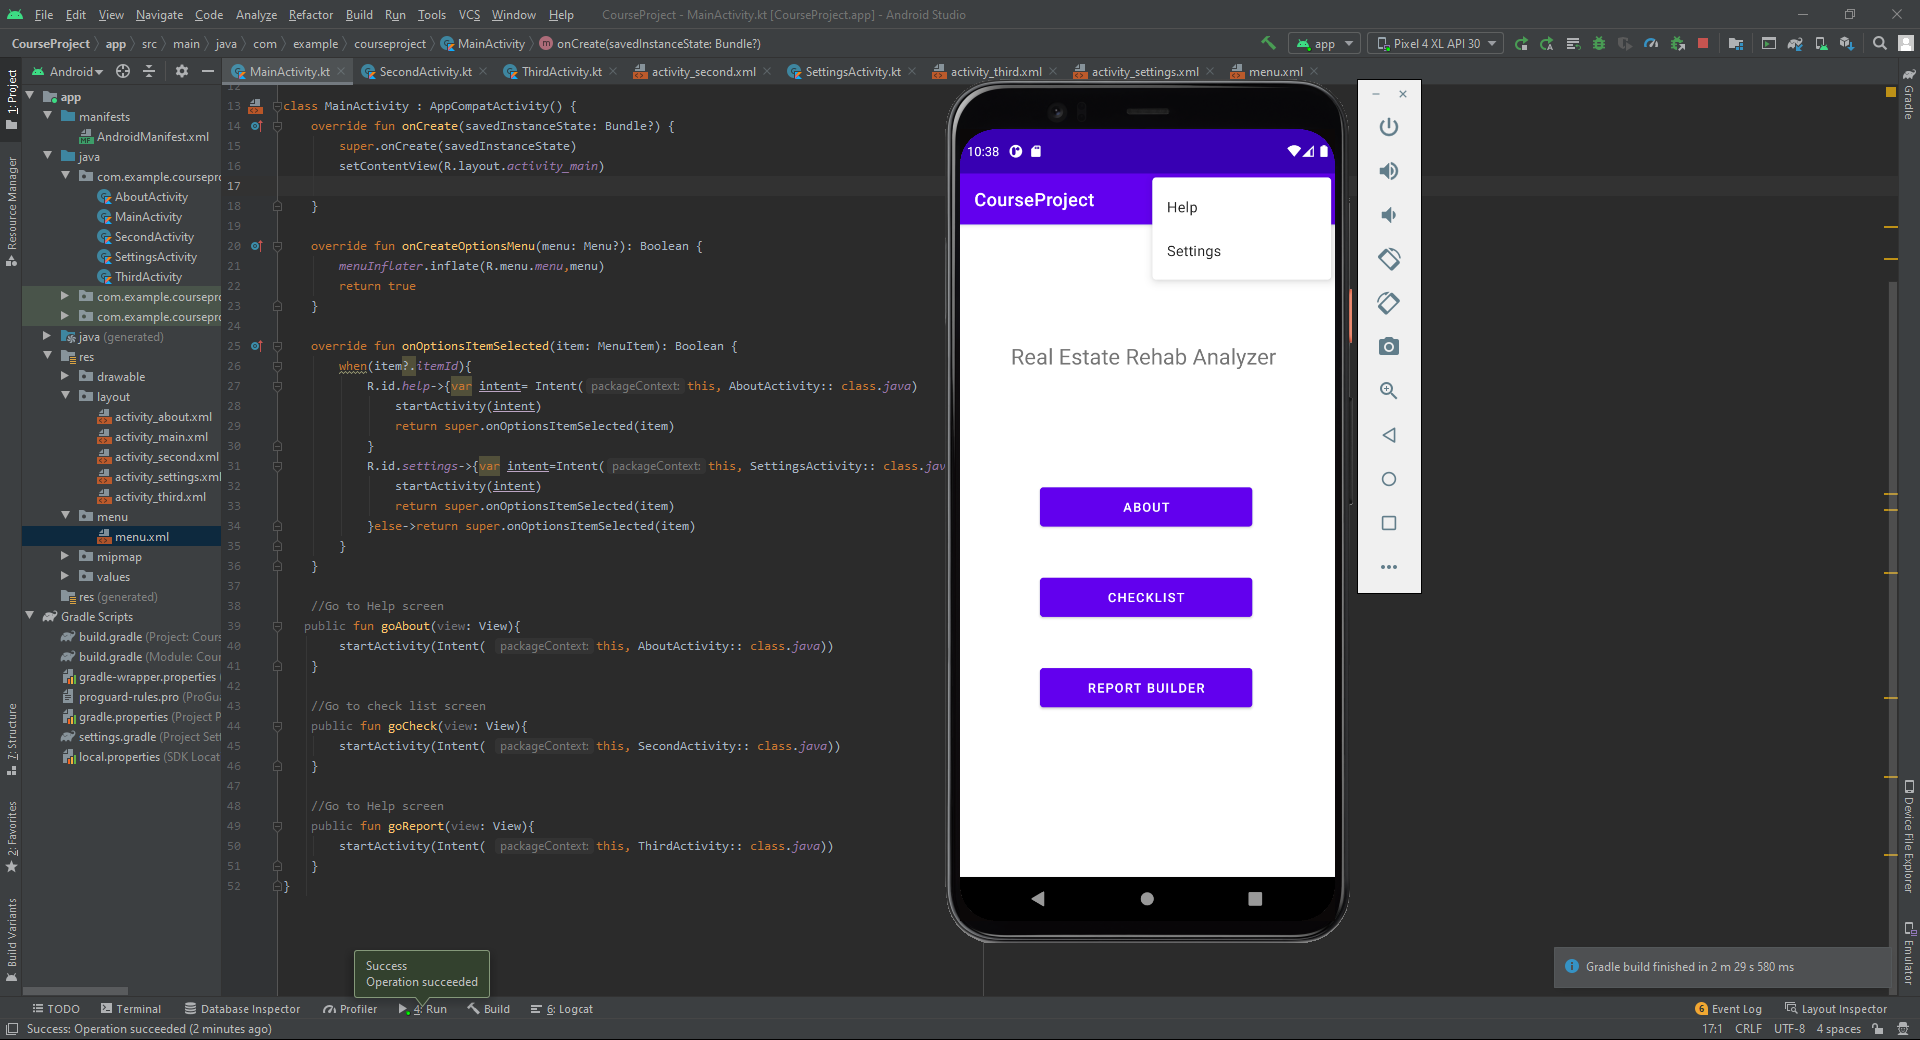 File Edit View Navigate Code Analyze Refactor Build Run Tools VCS Window Help CourseProject - MainActivity.kt [CourseProject.app] - Android Studio
CourseProject app src main java com example courseproject MainActivity onCreate(savedInstanceState: Bundle?) app Pixel 4 XL API 30
Android MainActivity.kt SecondActivity.kt ThirdActivity.kt activity_second.xml SettingsActivity.kt activity_third.xml activity_settings.xml menu.xml
1: Project
Resource Manager
7: Structure
2: Favorites
Build Variants
app
manifests
AndroidManifest.xml
java
com.example.coursepro
AboutActivity
MainActivity
SecondActivity
SettingsActivity
ThirdActivity
com.example.coursepro
com.example.coursepro
java (generated)
res
drawable
layout
activity_about.xml
activity_main.xml
activity_second.xml
activity_settings.xml
activity_third.xml
menu
menu.xml
mipmap
values
res (generated)
Gradle Scripts
build.gradle (Project: Cours
build.gradle (Module: Cour
gradle-wrapper.properties
proguard-rules.pro (ProGua
gradle.properties (Project P
settings.gradle (Project Sett
local.properties (SDK Locat
12
13 class MainActivity : AppCompatActivity() {
14 override fun onCreate(savedInstanceState: Bundle?) {
15 super.onCreate(savedInstanceState)
16 setContentView(R.layout.activity_main)
17
18 }
19
20 override fun onCreateOptionsMenu(menu: Menu?): Boolean {
21 menuInflater.inflate(R.menu.menu,menu)
22 return true
23 }
24
25 override fun onOptionsItemSelected(item: MenuItem): Boolean {
26 when(item?.itemId){
27 R.id.help->{var intent= Intent( packageContext: this, AboutActivity:: class.java)
28 startActivity(intent)
29 return super.onOptionsItemSelected(item)
30 }
31 R.id.settings->{var intent=Intent( packageContext: this, SettingsActivity:: class.jav
32 startActivity(intent)
33 return super.onOptionsItemSelected(item)
34 }else->return super.onOptionsItemSelected(item)
35 }
36 }
37
38 //Go to Help screen
39 public fun goAbout(view: View){
40 startActivity(Intent( packageContext: this, AboutActivity:: class.java))
41 }
42
43 //Go to check list screen
44 public fun goCheck(view: View){
45 startActivity(Intent( packageContext: this, SecondActivity:: class.java))
46 }
47
48 //Go to Help screen
49 public fun goReport(view: View){
50 startActivity(Intent( packageContext: this, ThirdActivity:: class.java))
51 }
52 }
10:38
CourseProject
Help
Settings
Real Estate Rehab Analyzer
ABOUT
CHECKLIST
REPORT BUILDER
Gradle
Device File Explorer
Emulator
Success
Operation succeeded
Gradle build finished in 2 m 29 s 580 ms
TODO Terminal Database Inspector Profiler 4: Run Build 6: Logcat 6 Event Log Layout Inspector
Success: Operation succeeded (2 minutes ago) 17:1 CRLF UTF-8 4 spaces